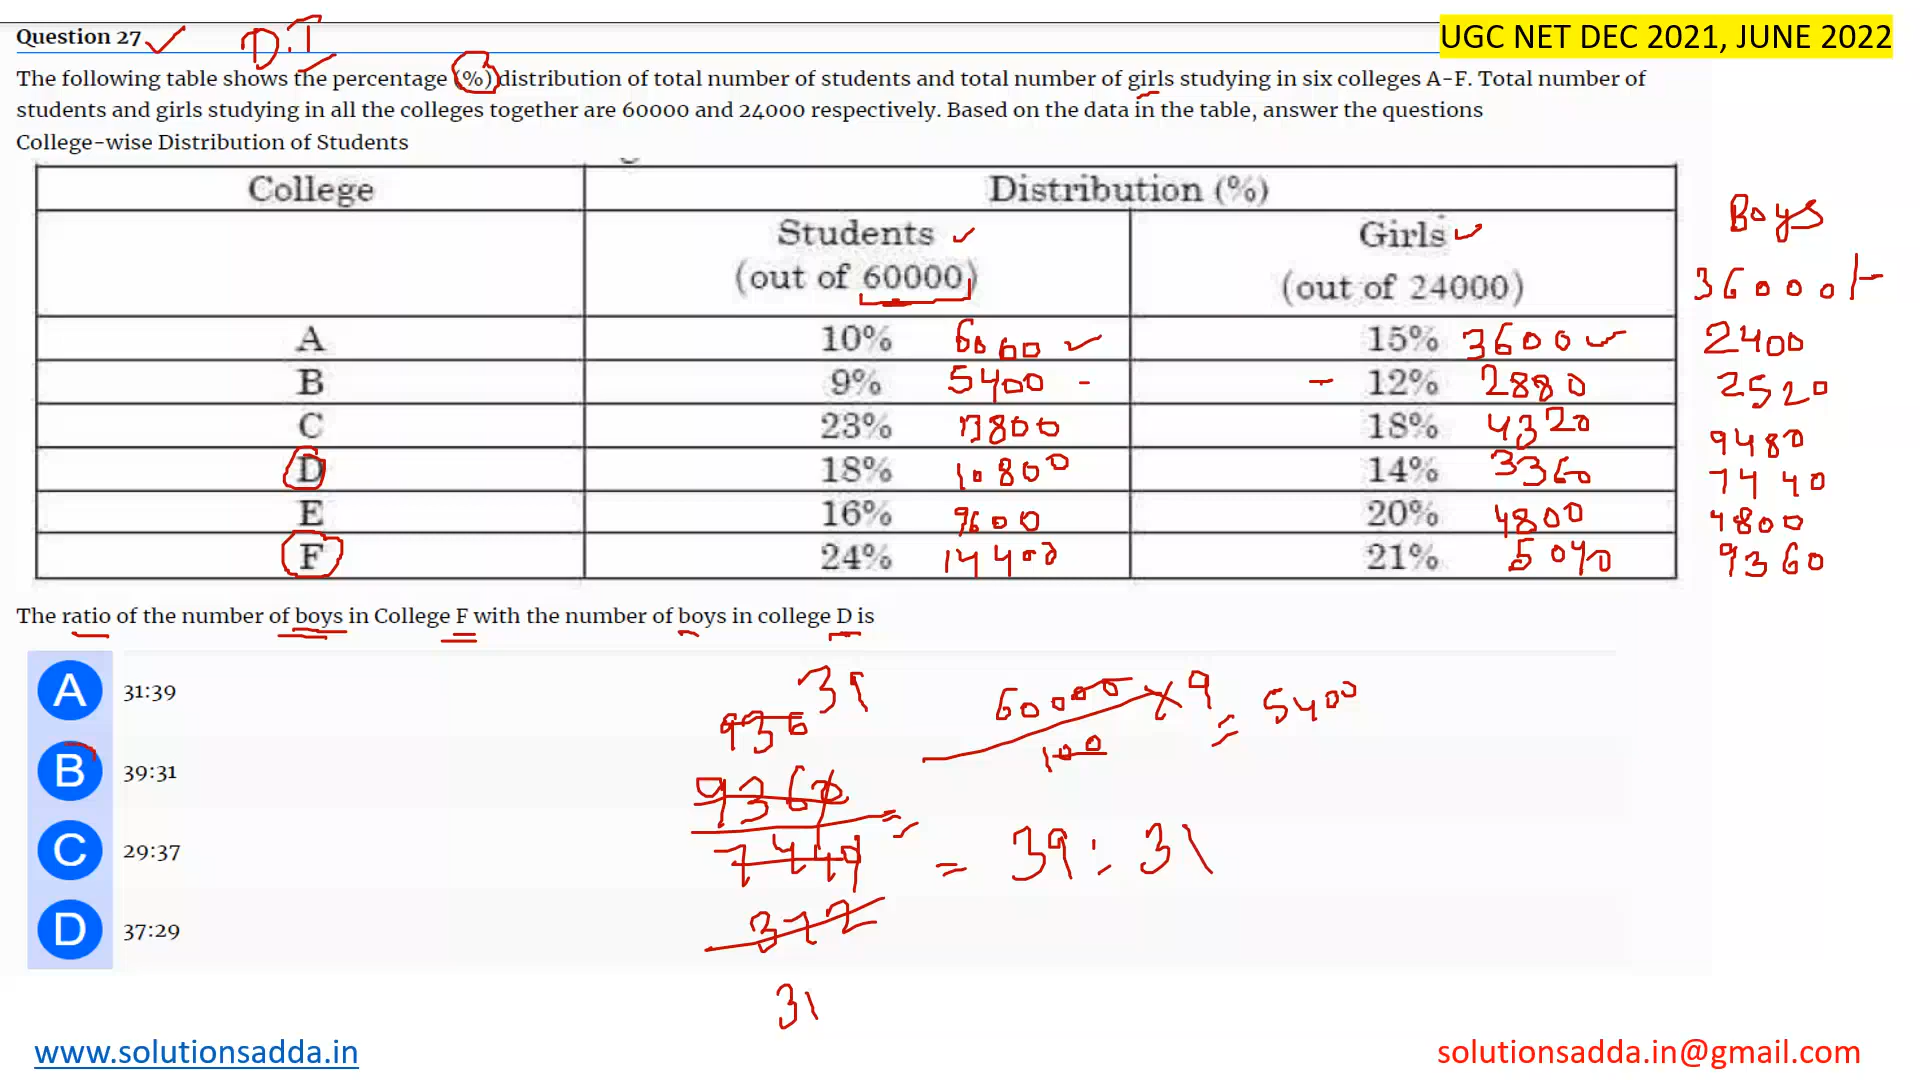 Question 27 D.I UGC NET DEC 2021, JUNE 2022
The following table shows the percentage (%) distribution of total number of students and total number of girls studying in six colleges A-F. Total number of
students and girls studying in all the colleges together are 60000 and 24000 respectively. Based on the data in the table, answer the questions
College-wise Distribution of Students
College Distribution (%)
Students Girls Boys
(out of 60000) (out of 24000) 36000/-
A 10% 6000 15% 3600 2400
B 9% 5400 - - 12% 2880 2520
C 23% 13800 18% 4320 9480
D 18% 10800 14% 3360 7440
E 16% 9600 20% 4800 4800
F 24% 14400 21% 5040 9360
The ratio of the number of boys in College F with the number of boys in college D is
A 31:39
B 39:31
C 29:37
D 37:29
39
936
9360
7440
372
31
60000 × 9 = 5400
100
= 39 : 31
www.solutionsadda.in solutionsadda.in@gmail.com